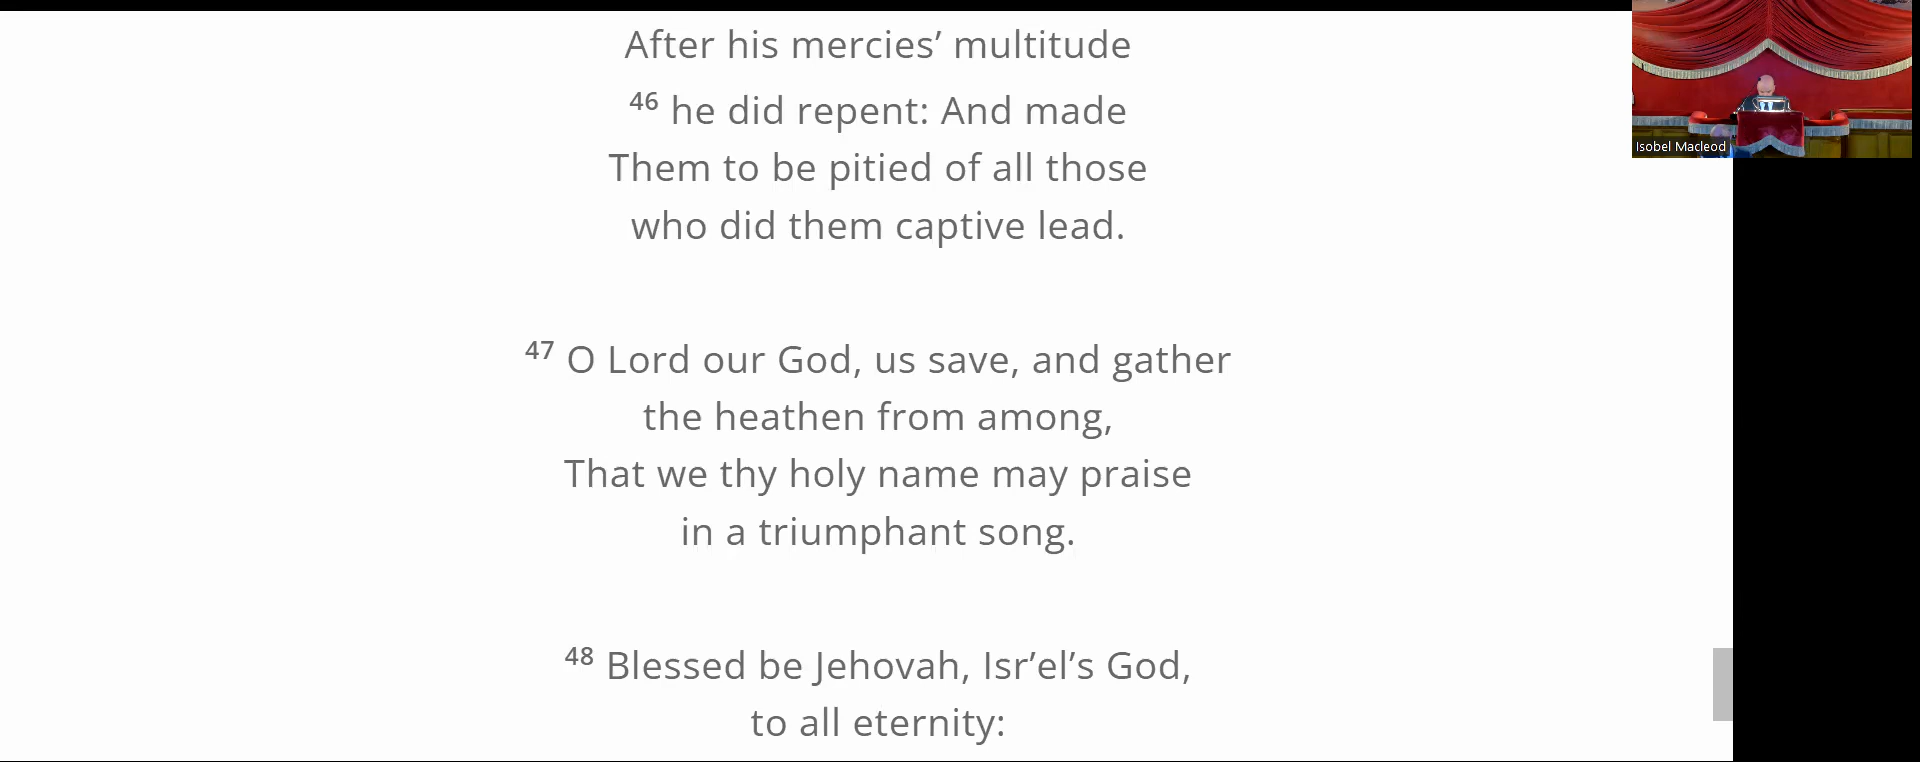 After his mercies’ multitude
46 he did repent: And made
Them to be pitied of all those
who did them captive lead.
47 O Lord our God, us save, and gather
the heathen from among,
That we thy holy name may praise
in a triumphant song.
48 Blessed be Jehovah, Isr’el’s God,
to all eternity:
Isobel Macleod